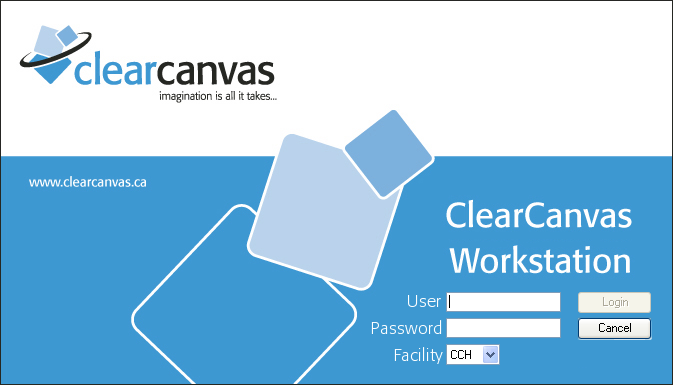 clearcanvas
imagination is all it takes...
www.clearcanvas.ca
ClearCanvas
Workstation
User
Login
Password
Cancel
Facility CCH